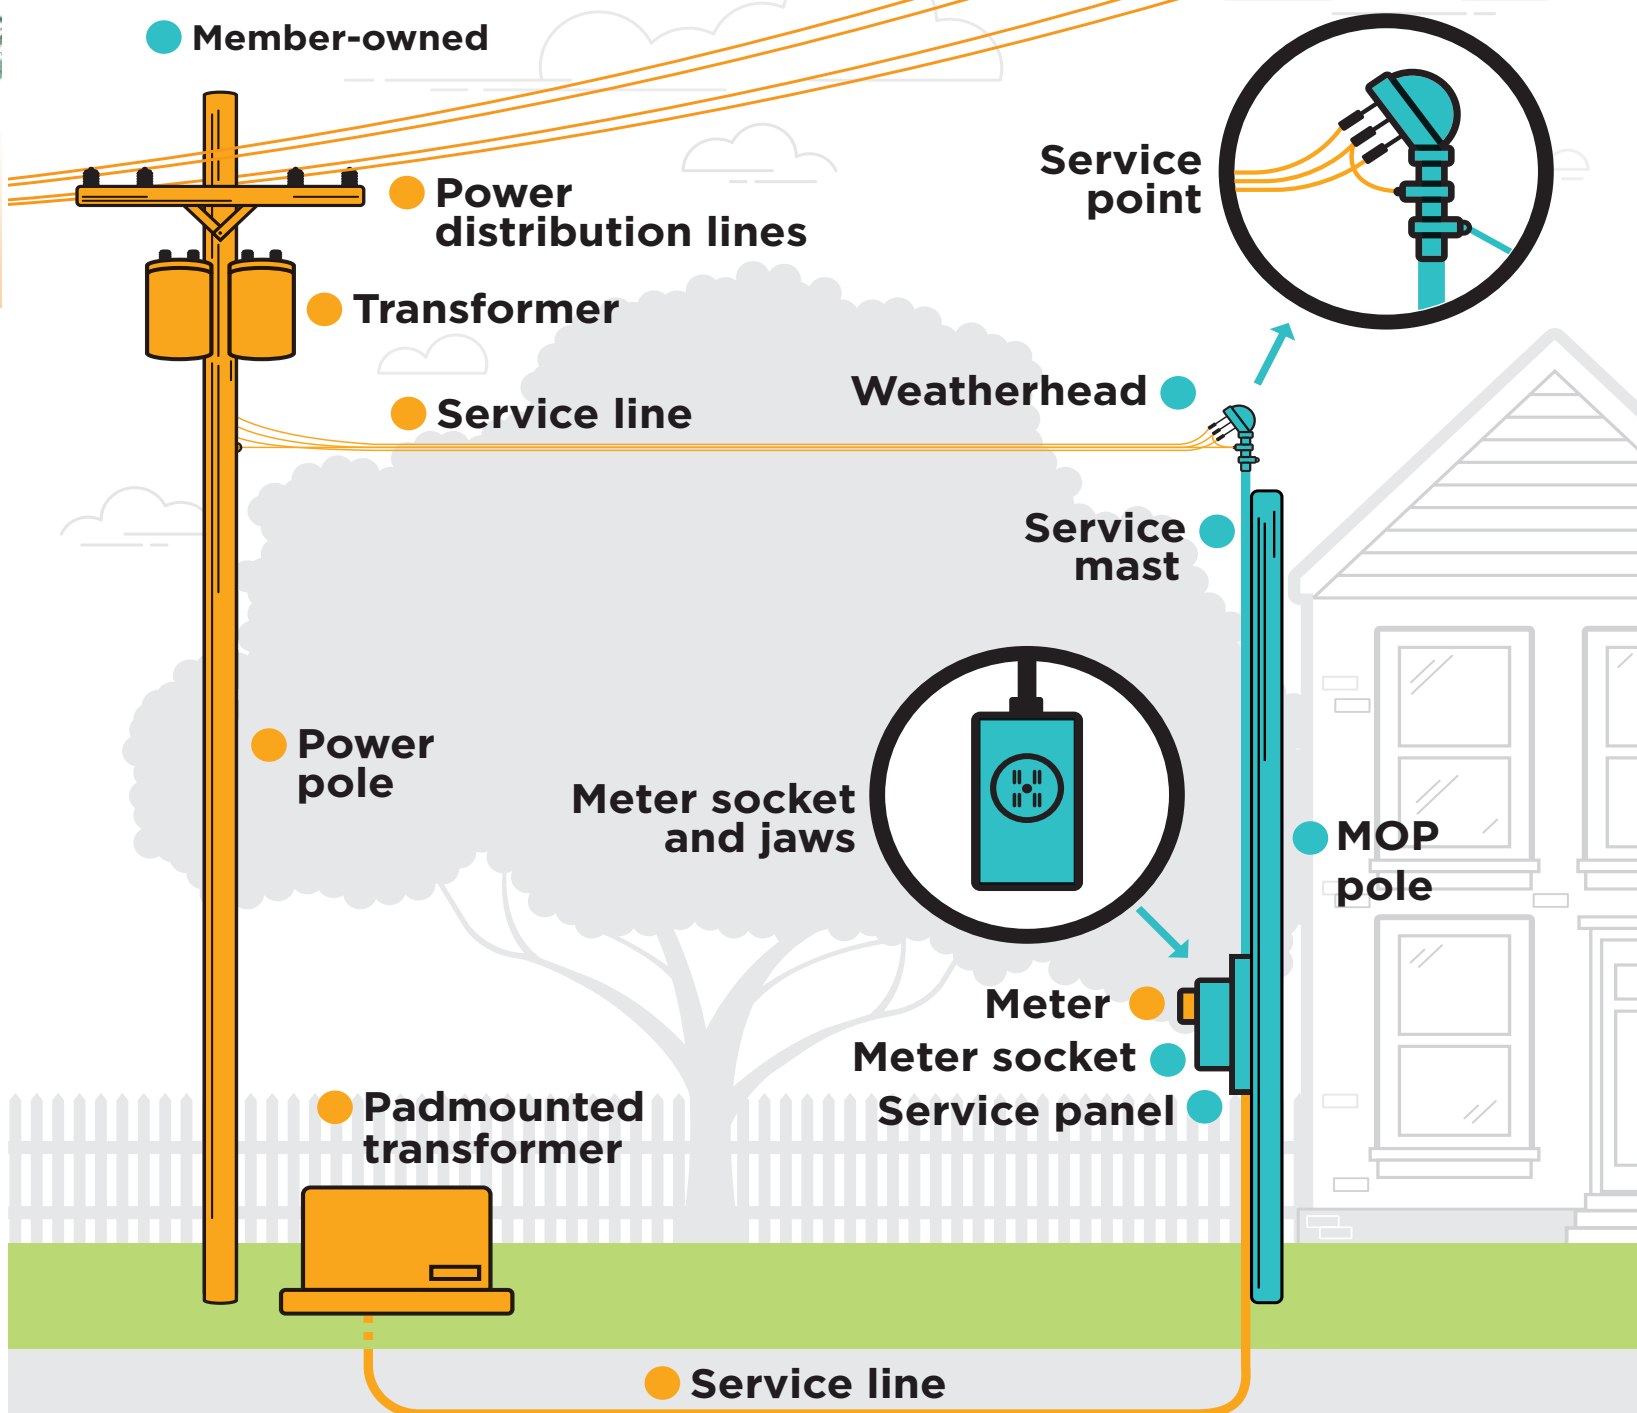 Member-owned
Power
distribution lines
Service
point
Transformer
Weatherhead
Service line
Service
mast
Power
pole
Meter socket
and jaws
MOP
pole
Meter
Meter socket
Service panel
Padmounted
transformer
Service line